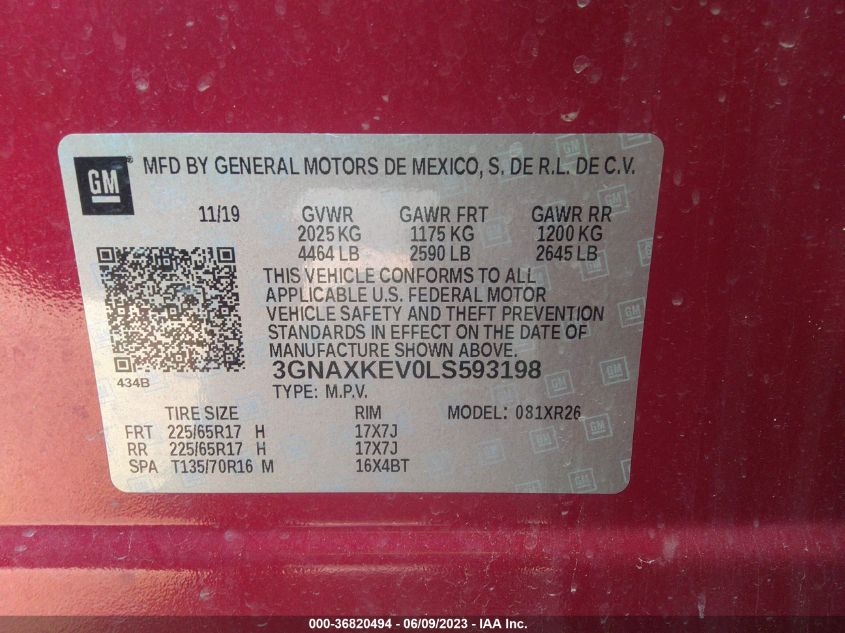 GM ® MFD BY GENERAL MOTORS DE MEXICO, S. DE R.L. DE C.V.
11/19 GVWR GAWR FRT GAWR RR
2025 KG 1175 KG 1200 KG
4464 LB 2590 LB 2645 LB
THIS VEHICLE CONFORMS TO ALL
APPLICABLE U.S. FEDERAL MOTOR
VEHICLE SAFETY AND THEFT PREVENTION
STANDARDS IN EFFECT ON THE DATE OF
MANUFACTURE SHOWN ABOVE.
434B 3GNAXKEV0LS593198
TYPE: M.P.V.
TIRE SIZE RIM MODEL: 081XR26
FRT 225/65R17 H 17X7J
RR 225/65R17 H 17X7J
SPA T135/70R16 M 16X4BT
000-36820494 - 06/09/2023 - IAA Inc.